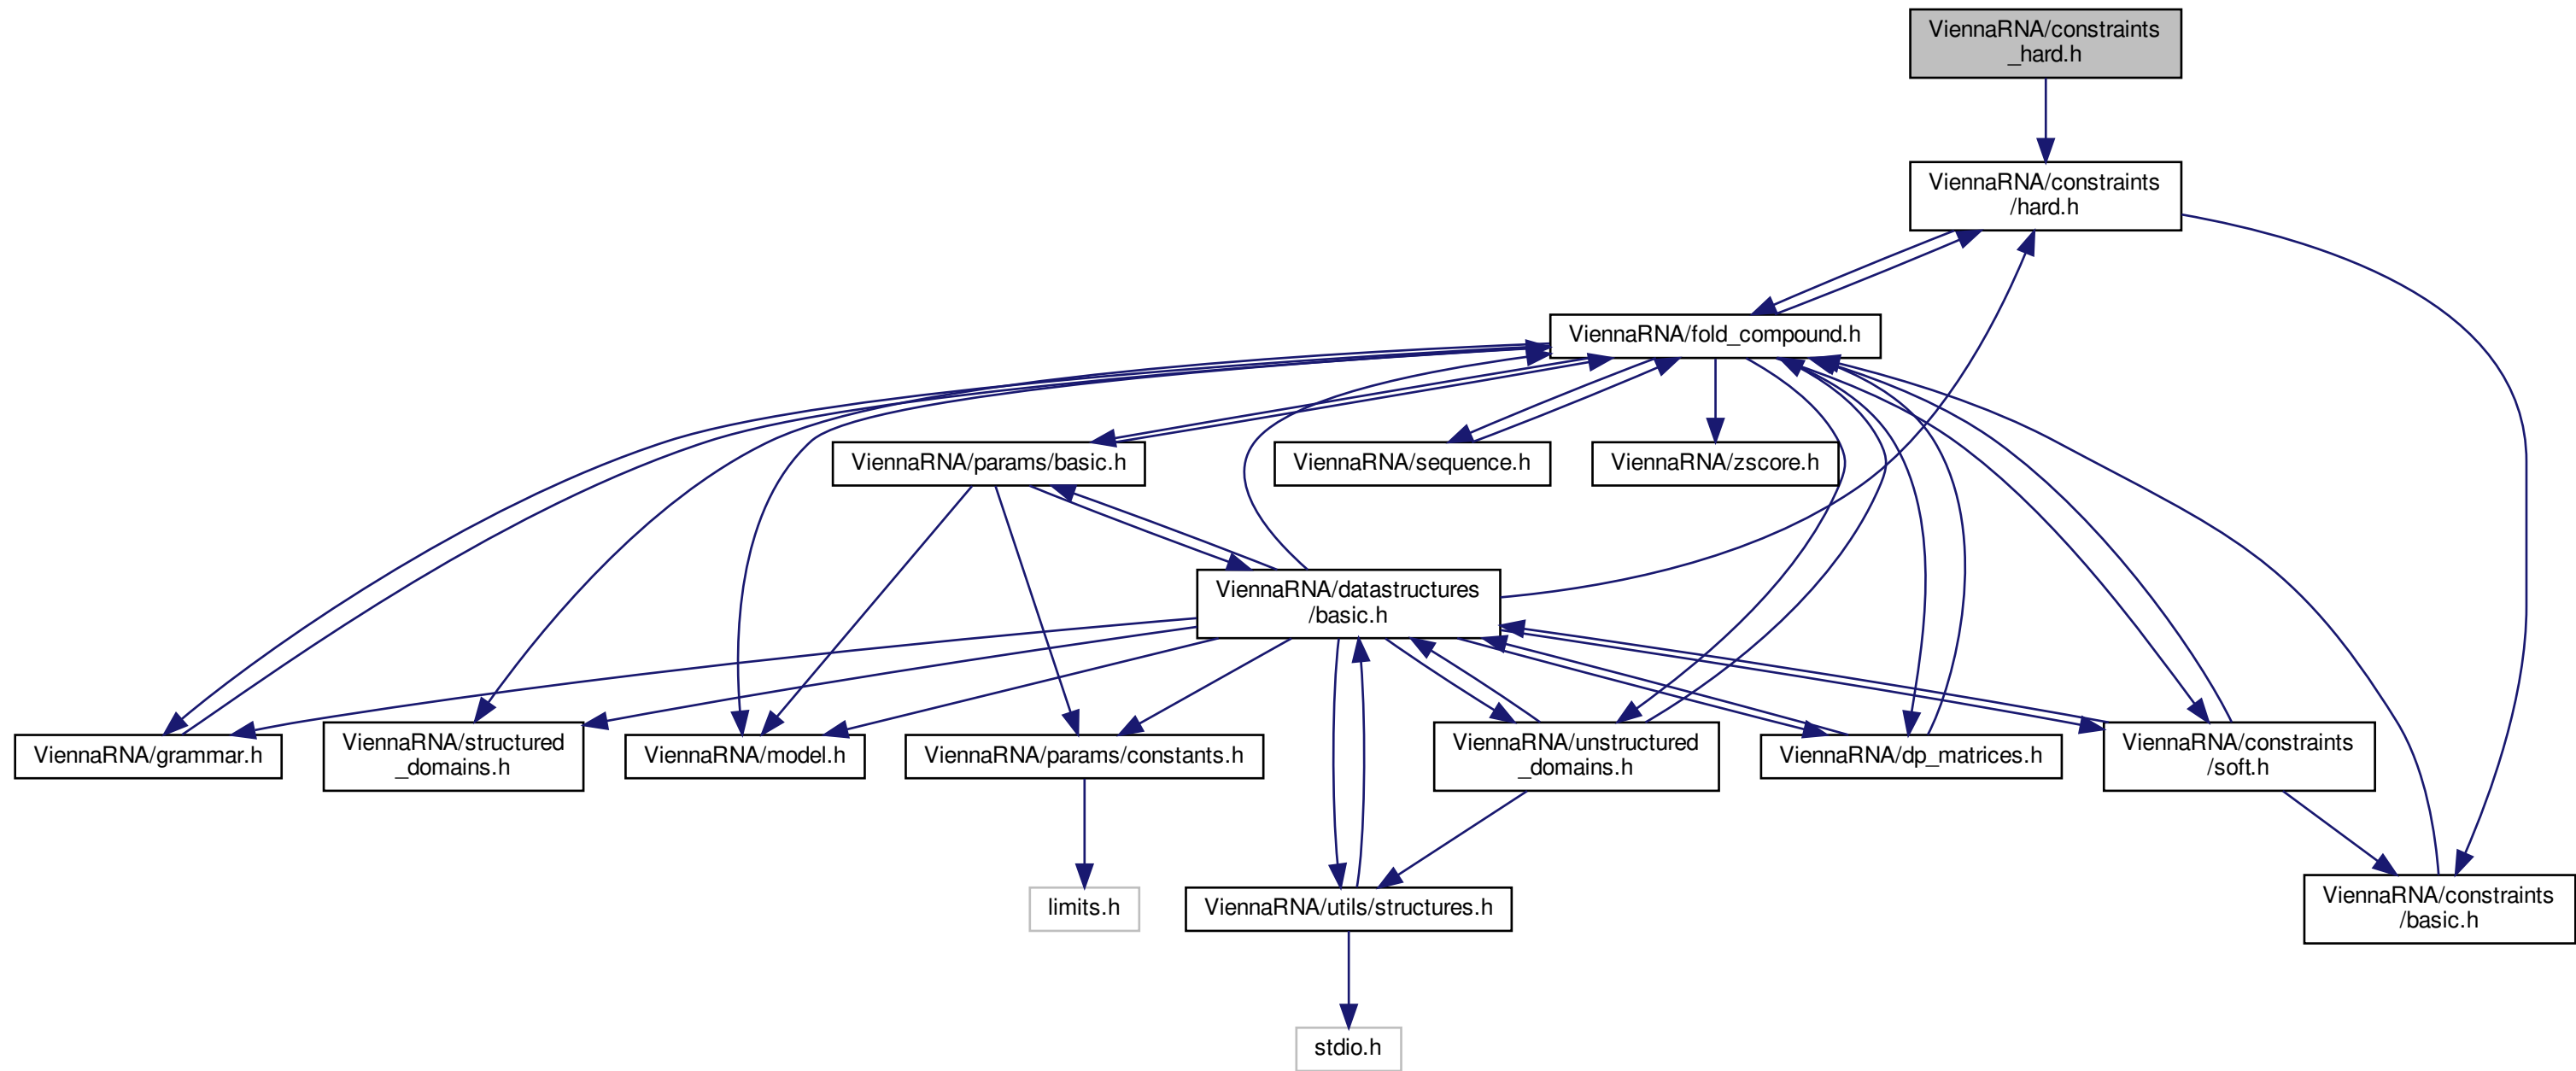 ViennaRNA/constraints
_hard.h
ViennaRNA/constraints
/hard.h
ViennaRNA/fold_compound.h
ViennaRNA/params/basic.h
ViennaRNA/sequence.h
ViennaRNA/zscore.h
ViennaRNA/datastructures
/basic.h
ViennaRNA/grammar.h
ViennaRNA/structured
_domains.h
ViennaRNA/model.h
ViennaRNA/params/constants.h
ViennaRNA/unstructured
_domains.h
ViennaRNA/dp_matrices.h
ViennaRNA/constraints
/soft.h
limits.h
ViennaRNA/utils/structures.h
ViennaRNA/constraints
/basic.h
stdio.h